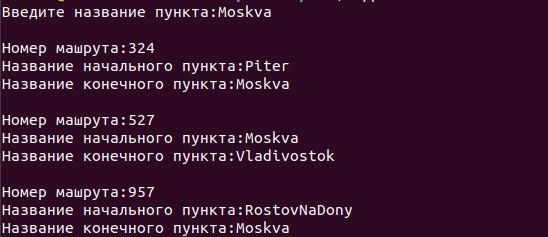 Введите название пункта:Moskva
Номер машрута:324
Название начального пункта:Piter
Название конечного пункта:Moskva
Номер машрута:527
Название начального пункта:Moskva
Название конечного пункта:Vladivostok
Номер машрута:957
Название начального пункта:RostovNaDony
Название конечного пункта:Moskva